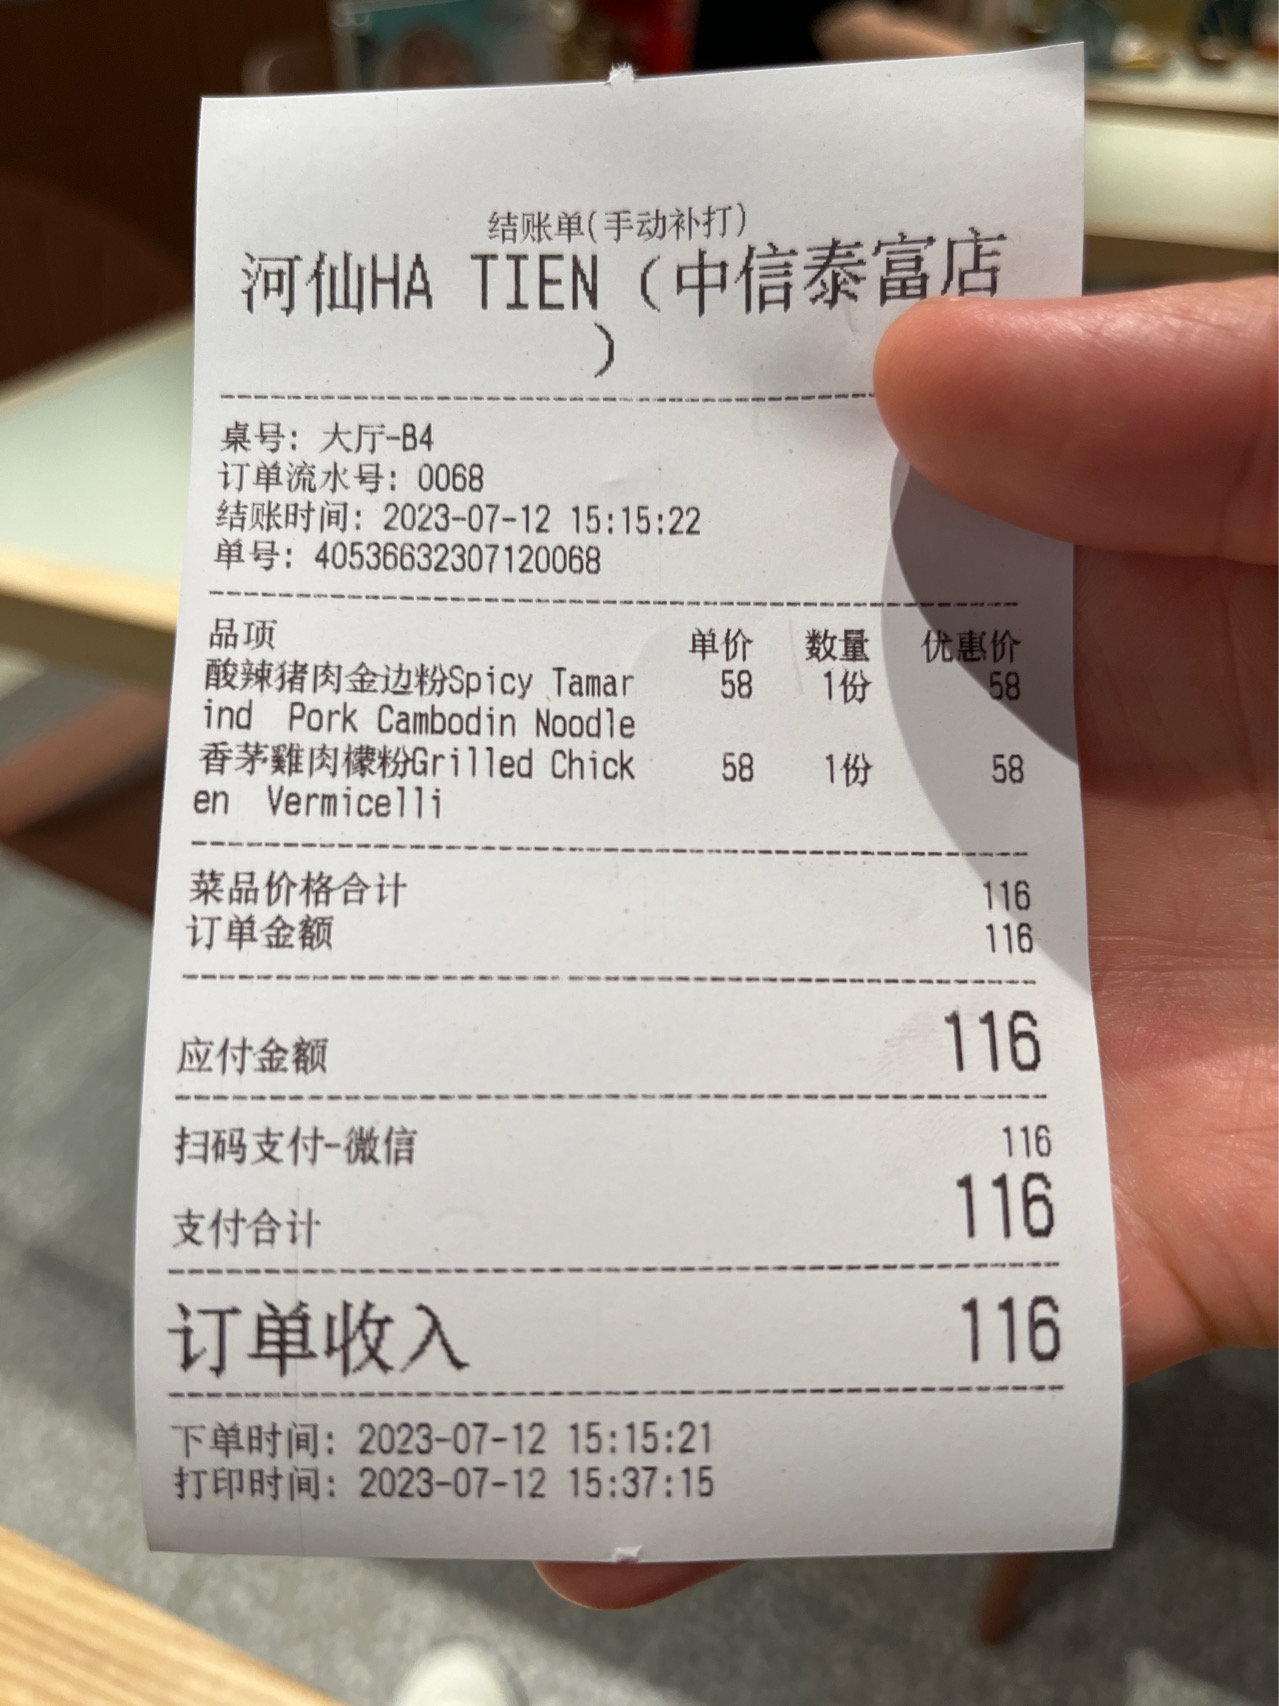 结账单(手动补打)
河仙HA TIEN（中信泰富店
）
桌号: 大厅-B4
订单流水号: 0068
结账时间: 2023-07-12 15:15:22
单号: 40536632307120068
品项 单价 数量 优惠价
酸辣猪肉金边粉Spicy Tamar 58 1份 58
ind Pork Cambodin Noodle
香茅雞肉檬粉Grilled Chick 58 1份 58
en Vermicelli
菜品价格合计 116
订单金额 116
应付金额 116
扫码支付-微信 116
支付合计 116
订单收入 116
下单时间: 2023-07-12 15:15:21
打印时间: 2023-07-12 15:37:15